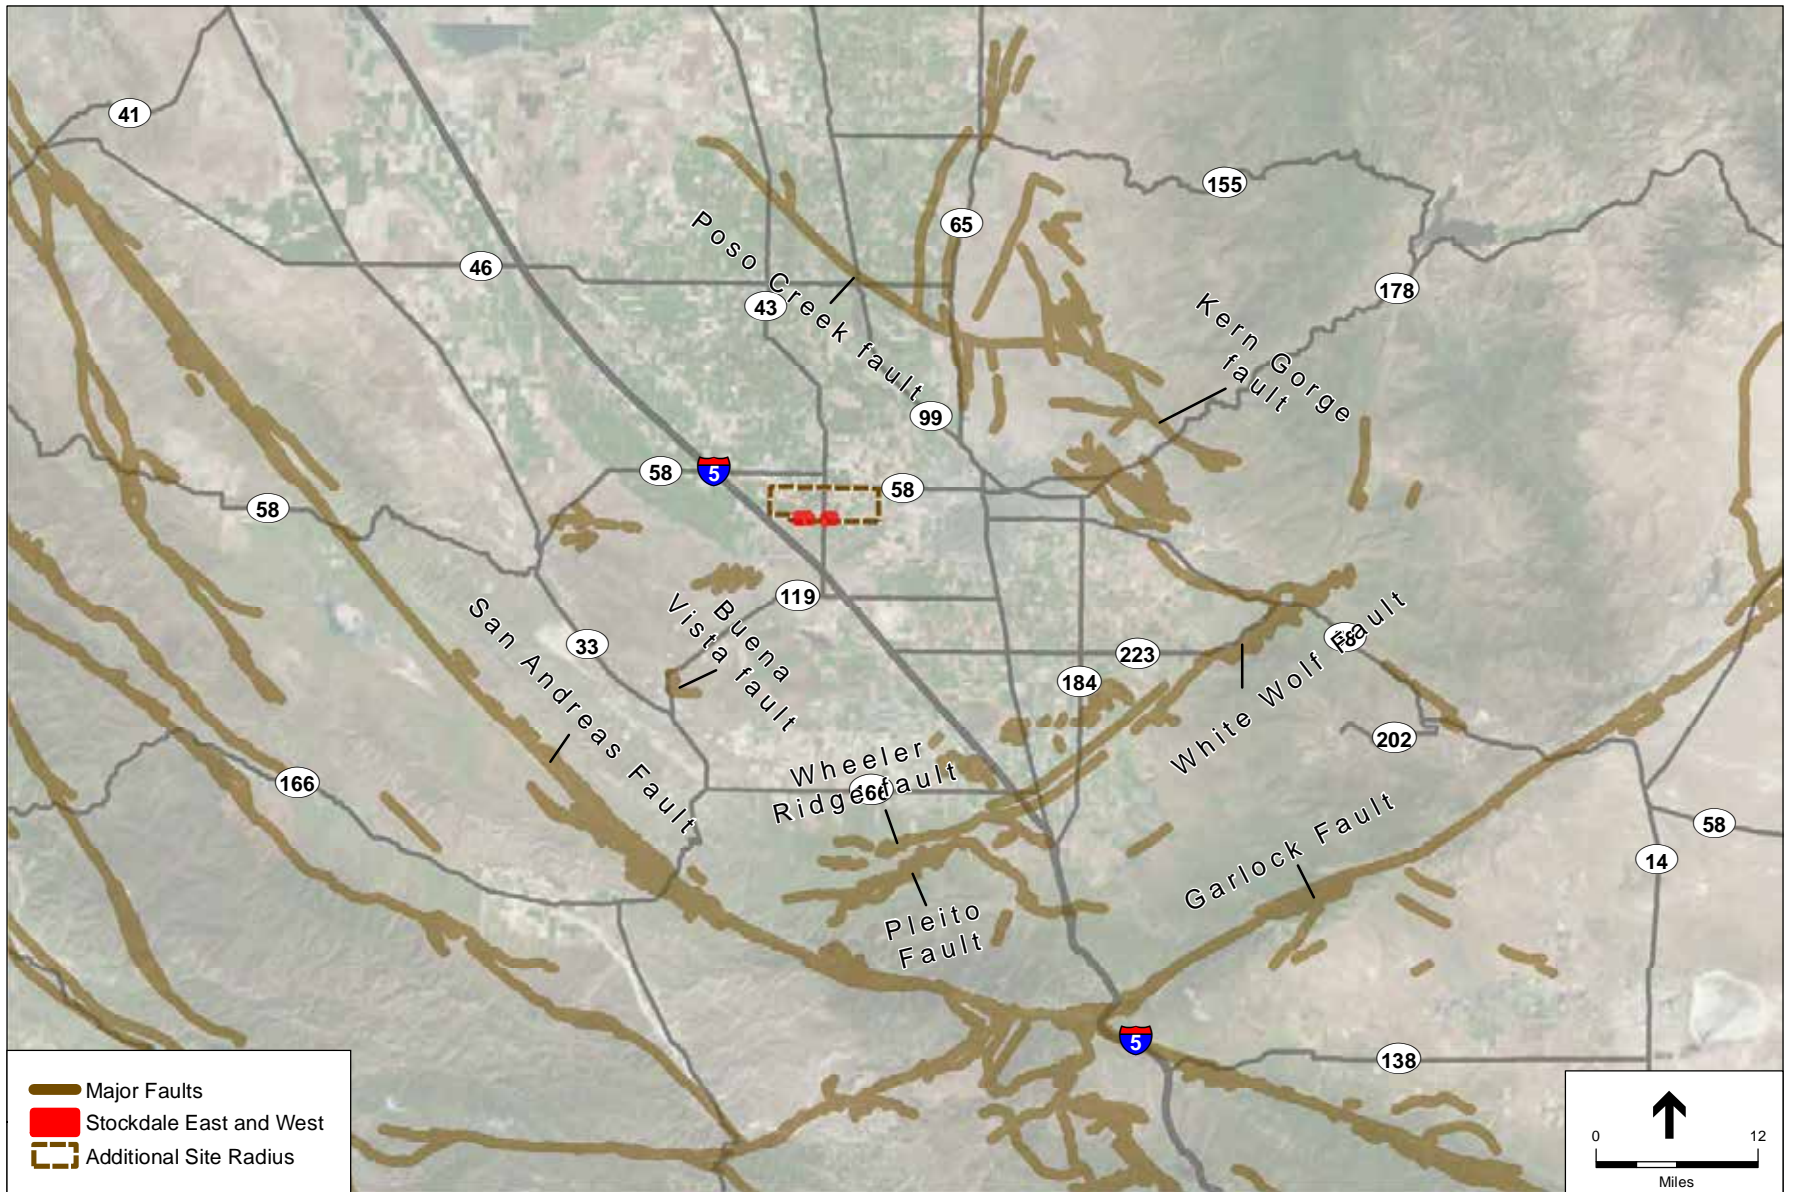 41
155
65
Poso Creek fault
46
178
43
Kern Gorge
fault
99
58
5
58
58
119
Buena
Vista fault
San Andreas Fault
33
223
White Wolf Fault
184
202
Wheeler
Ridge fault
166
166
58
Garlock Fault
14
Pleito
Fault
5
138
Major Faults
Stockdale East and West
Additional Site Radius
0 12
Miles